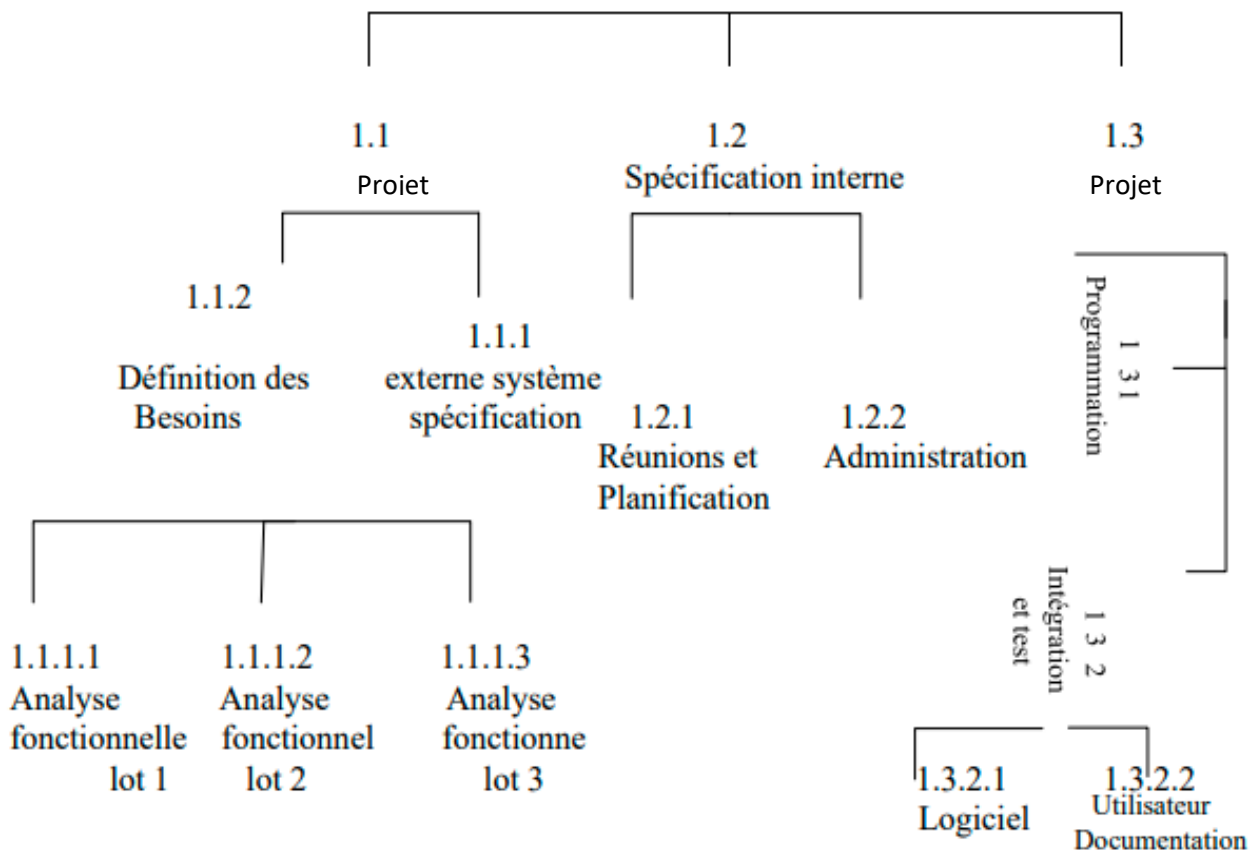 1.1
Projet
1.2
Spécification interne
1.3
Projet
1.1.2
Définition des
Besoins
1.1.1
externe système
spécification
1.2.1
Réunions et
Planification
1.2.2
Administration
1 3 1
Programmation
1 3 2
Intégration
et test
1.1.1.1
Analyse
fonctionnelle
lot 1
1.1.1.2
Analyse
fonctionnel
lot 2
1.1.1.3
Analyse
fonctionne
lot 3
1.3.2.1
Logiciel
1.3.2.2
Utilisateur
Documentation